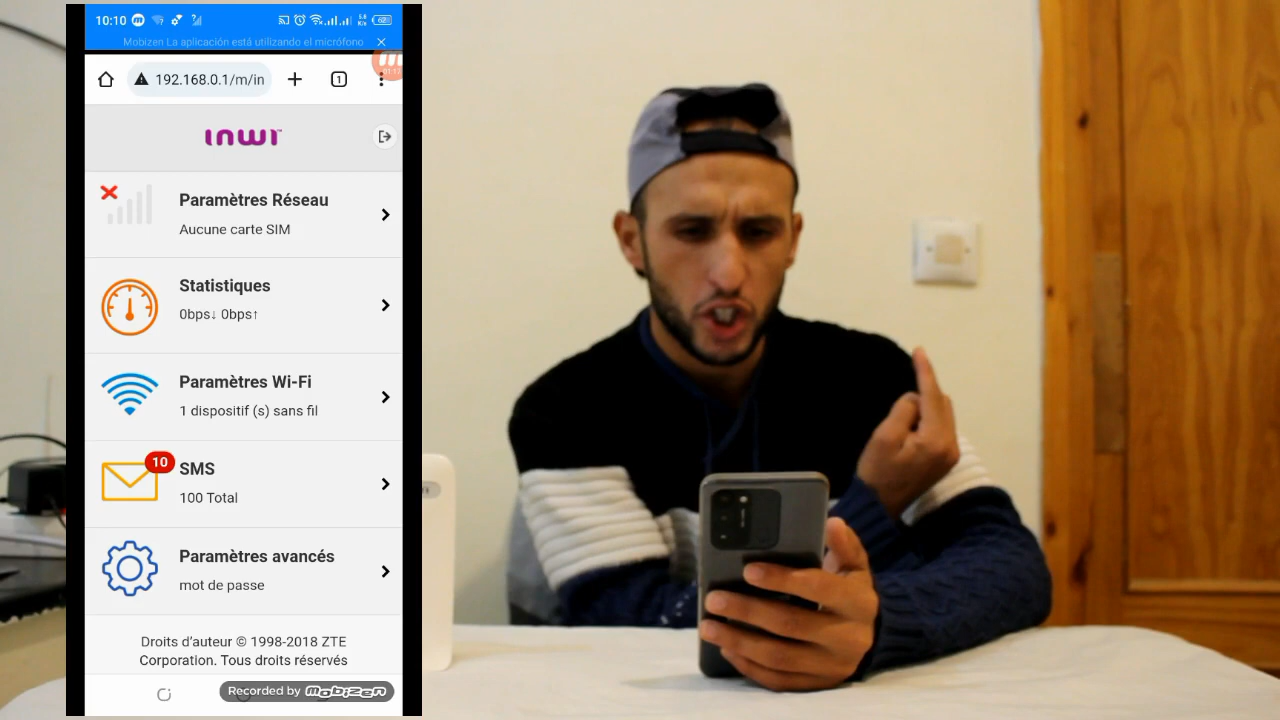 10:10
Mobizen La aplicación está utilizando el micrófono
01:17
192.168.0.1/m/in
1
inwi
Paramètres Réseau
Aucune carte SIM
Statistiques
0bps↓ 0bps↑
Paramètres Wi-Fi
1 dispositif (s) sans fil
10
SMS
100 Total
Paramètres avancés
mot de passe
Droits d’auteur © 1998-2018 ZTE
Corporation. Tous droits réservés
Recorded by mobizen